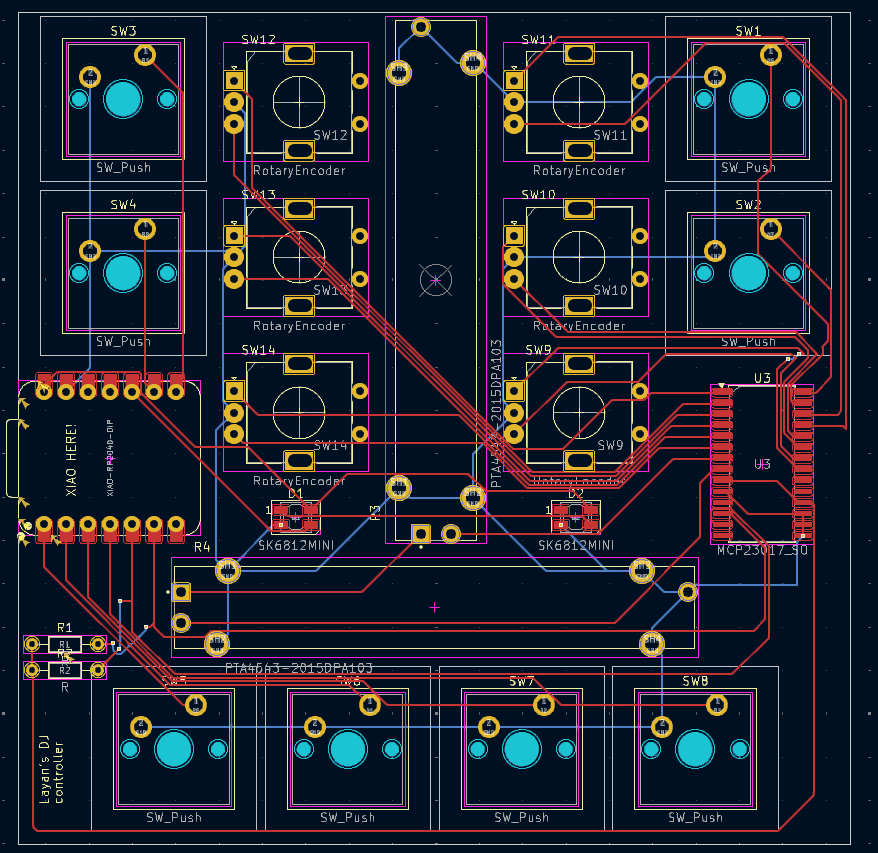 SW3
SW12
SW11
SW1
SW12
SW11
SW_Push
RotaryEncoder
RotaryEncoder
SW_Push
SW4
SW13
SW10
SW2
SW13
SW10
SW_Push
RotaryEncoder
RotaryEncoder
SW_Push
SW14
SW9
U3
PTA4543-2015DPA103
XIAO HERE!
XIAO-RP2040-DIP
SW14
SW9
U3
RotaryEncoder
RotaryEncoder
D1
D2
1
1
R3
SK6812MINI
SK6812MINI
MCP23017_SO
R4
R1
R1
R2
R
PTA4543-2015DPA103
SW5
SW6
SW7
SW8
Layan's DJ
controller
SW_Push
SW_Push
SW_Push
SW_Push